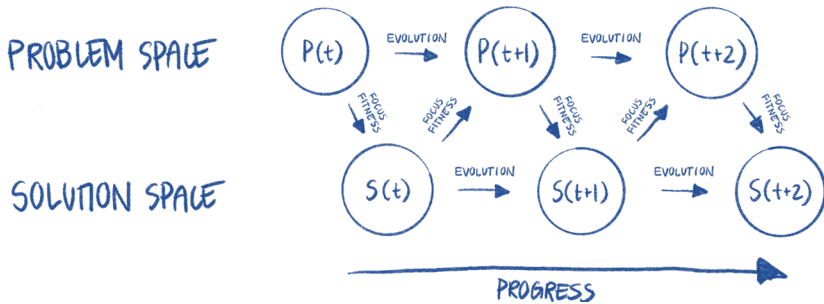 PROBLEM SPACE
P(t)
EVOLUTION
P(t+1)
EVOLUTION
P(t+2)
FOCUS
FITNESS
FOCUS
FITNESS
FOCUS
FITNESS
FOCUS
FITNESS
FOCUS
FITNESS
SOLUTION SPACE
S(t)
EVOLUTION
S(t+1)
EVOLUTION
S(t+2)
PROGRESS